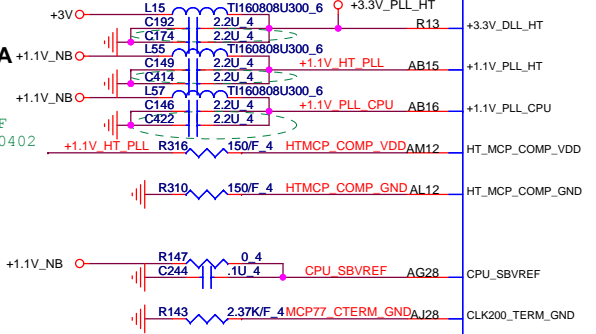 +3.3V_PLL_HT
+3V L15 TI160808U300_6
C192 2.2U_4 R13 +3.3V_DLL_HT
C174 2.2U_4
A +1.1V_NB L55 TI160808U300_6
C149 2.2U_4 +1.1V_HT_PLL AB15 +1.1V_PLL_HT
C414 2.2U_4
+1.1V_NB L57 TI160808U300_6
C146 2.2U_4 +1.1V_PLL_CPU AB16 +1.1V_PLL_CPU
F C422 2.2U_4
0402
+1.1V_HT_PLL R316 150/F_4 HTMCP_COMP_VDD AM12 HT_MCP_COMP_VDD
R310 150/F_4 HTMCP_COMP_GND AL12 HT_MCP_COMP_GND
+1.1V_NB R147 0_4
C244 .1U_4 CPU_SBVREF AG28 CPU_SBVREF
R143 2.37K/F_4 MCP77_CTERM_GND AJ28 CLK200_TERM_GND